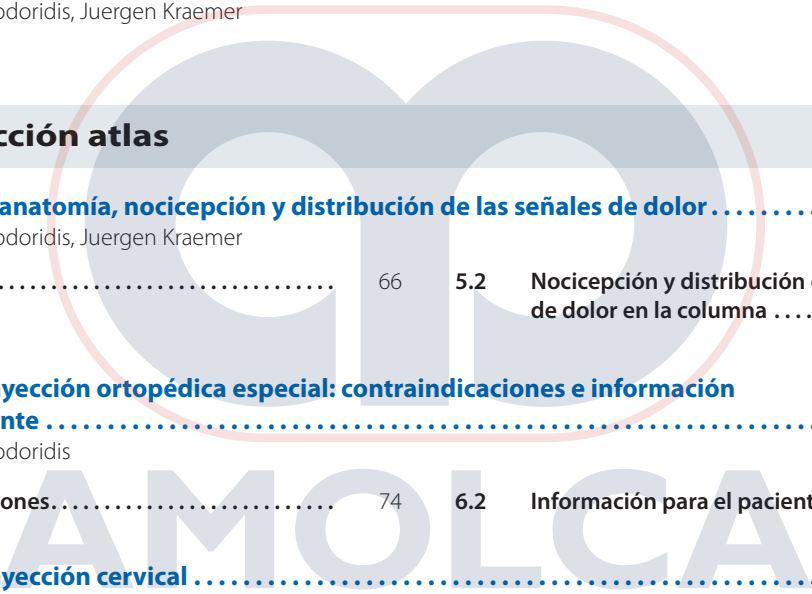 odoridis, Juergen Kraemer
cción atlas
anatomía, nocicepción y distribución de las señales de dolor . . . . . . . . .
odoridis, Juergen Kraemer
. . . . . . . . . . . . . . . . . . . . . . . . . . . . . . 66
5.2 Nocicepción y distribución
de dolor en la columna . . . .
yección ortopédica especial: contraindicaciones e información
nte . . . . . . . . . . . . . . . . . . . . . . . . . . . . . . . . . . . . . . . . . . . . . . . . . . . . . . . . . . . . . . . . .
odoridis
ones. . . . . . . . . . . . . . . . . . . . . . . . . 74
6.2 Información para el pacient
yección cervical . . . . . . . . . . . . . . . . . . . . . . . . . . . . . . . . . . . . . . . . . . . . . . . . . . . . . .
AMOLCA